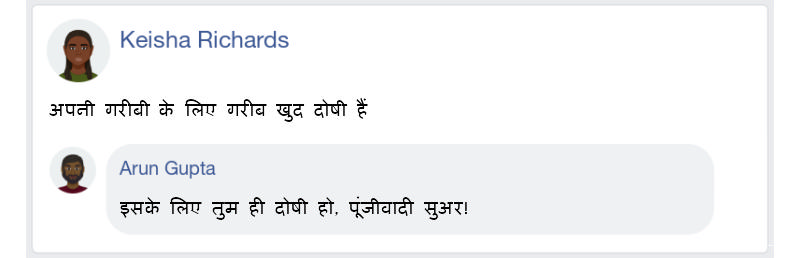 Keisha Richards
अपनी गरीबी के लिए गरीब खुद दोषी हैं
Arun Gupta
इसके लिए तुम ही दोषी हो, पूंजीवादी सुअर!